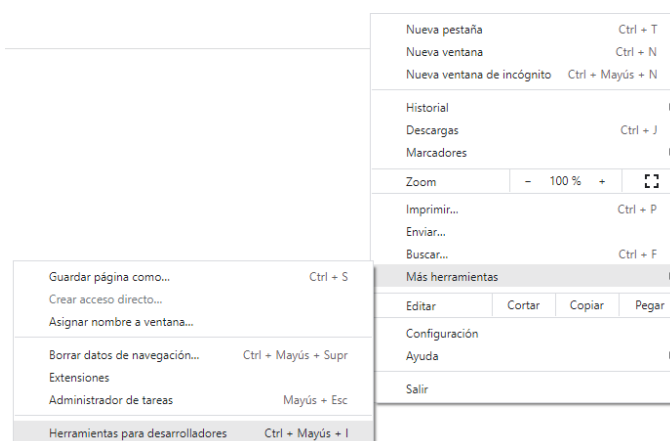 Nueva pestaña Ctrl + T
Nueva ventana Ctrl + N
Nueva ventana de incógnito Ctrl + Mayús + N
Historial
Descargas Ctrl + J
Marcadores
Zoom - 100 % +
Imprimir... Ctrl + P
Enviar...
Buscar... Ctrl + F
Más herramientas
Editar Cortar Copiar Pegar
Configuración
Ayuda
Salir
Guardar página como... Ctrl + S
Crear acceso directo...
Asignar nombre a ventana...
Borrar datos de navegación... Ctrl + Mayús + Supr
Extensiones
Administrador de tareas Mayús + Esc
Herramientas para desarrolladores Ctrl + Mayús + I